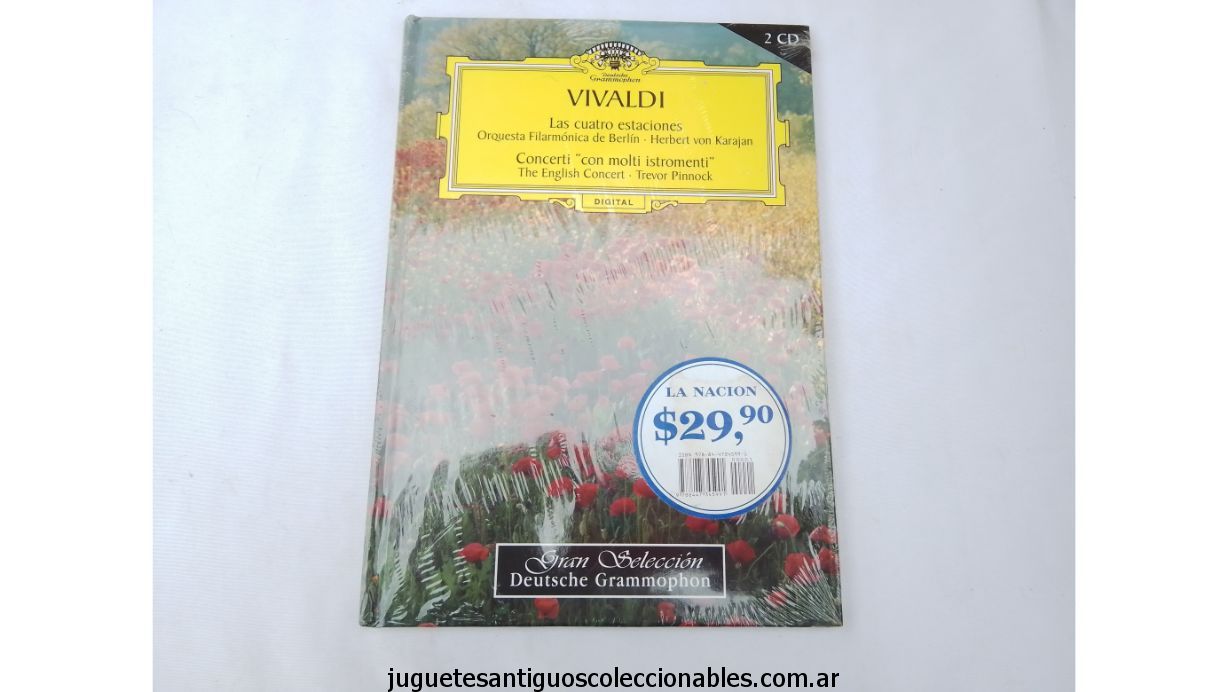 2 CD
Deutsche
Grammophon
VIVALDI
Las cuatro estaciones
Orquesta Filarmónica de Berlín · Herbert von Karajan
Concerti "con molti istromenti"
The English Concert · Trevor Pinnock
DIGITAL
LA NACION
$29,90
Gran Selección
Deutsche Grammophon
juguetesantiguoscoleccionables.com.ar